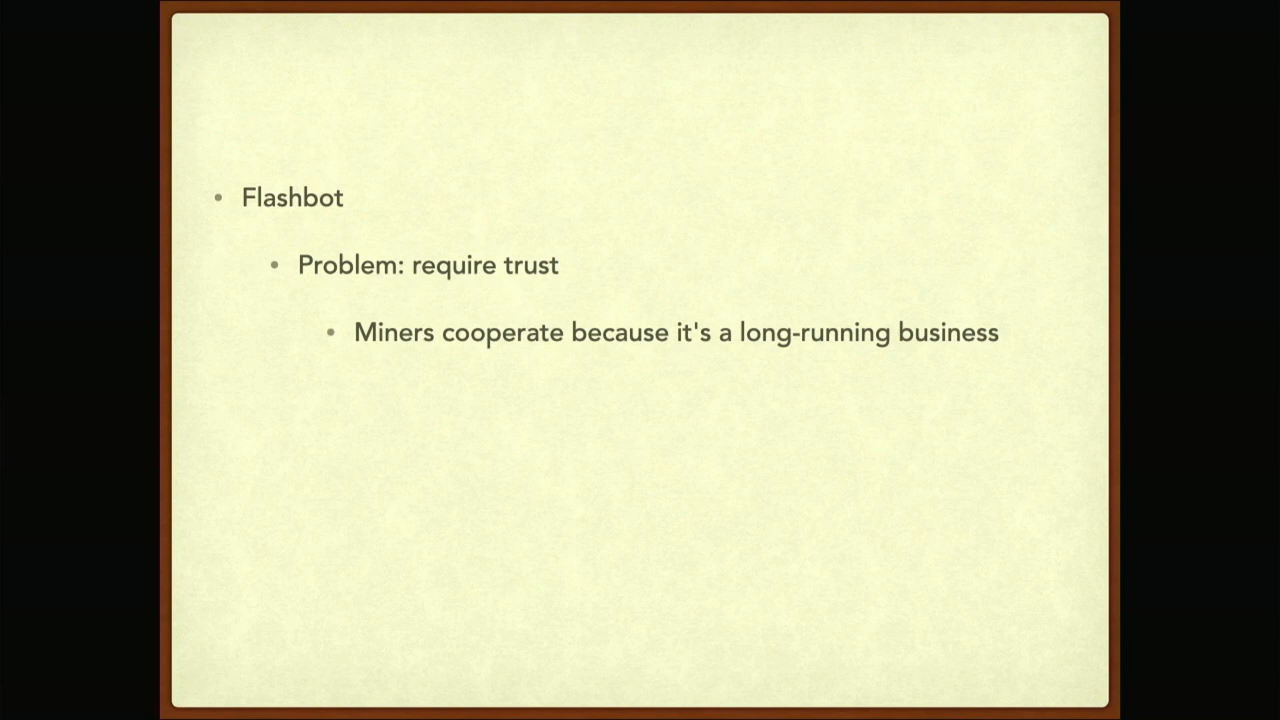 Flashbot
Problem: require trust
Miners cooperate because it's a long-running business